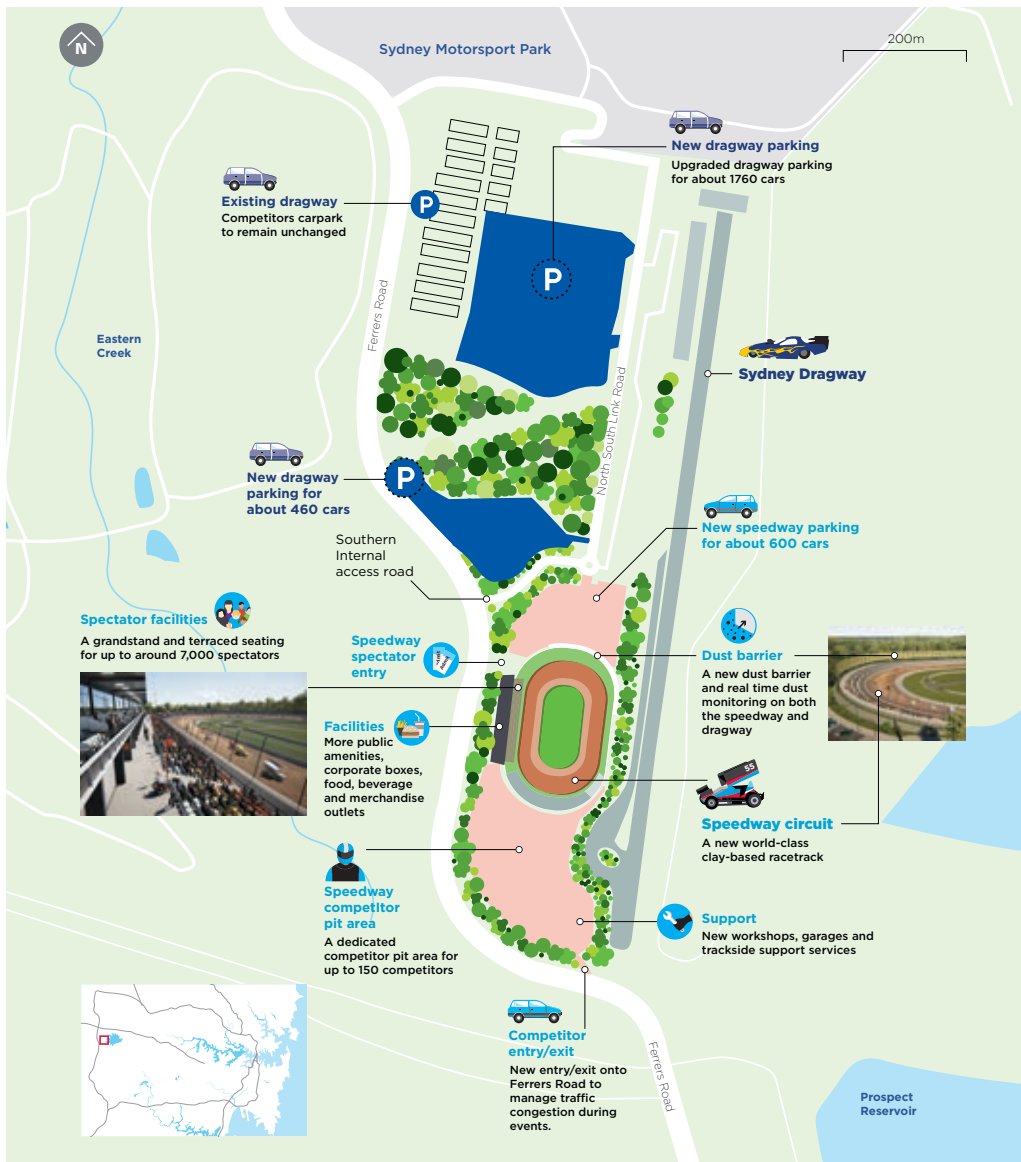 N
Sydney Motorsport Park
200m
New dragway parking
Upgraded dragway parking
for about 1760 cars
Existing dragway
Competitors carpark
to remain unchanged
P
P
Ferrers Road
Eastern
Creek
Sydney Dragway
North South Link Road
New dragway
parking for
about 460 cars
P
New speedway parking
for about 600 cars
Southern
Internal
access road
Spectator facilities
A grandstand and terraced seating
for up to around 7,000 spectators
Speedway
spectator
entry
Dust barrier
A new dust barrier
and real time dust
monitoring on both
the speedway and
dragway
Facilities
More public
amenities,
corporate boxes,
food, beverage
and merchandise
outlets
55
Speedway circuit
A new world-class
clay-based racetrack
Speedway
competitor
pit area
A dedicated
competitor pit area for
up to 150 competitors
Support
New workshops, garages and
trackside support services
Competitor
entry/exit
New entry/exit onto
Ferrers Road to
manage traffic
congestion during
events.
Ferrers Road
Prospect
Reservoir